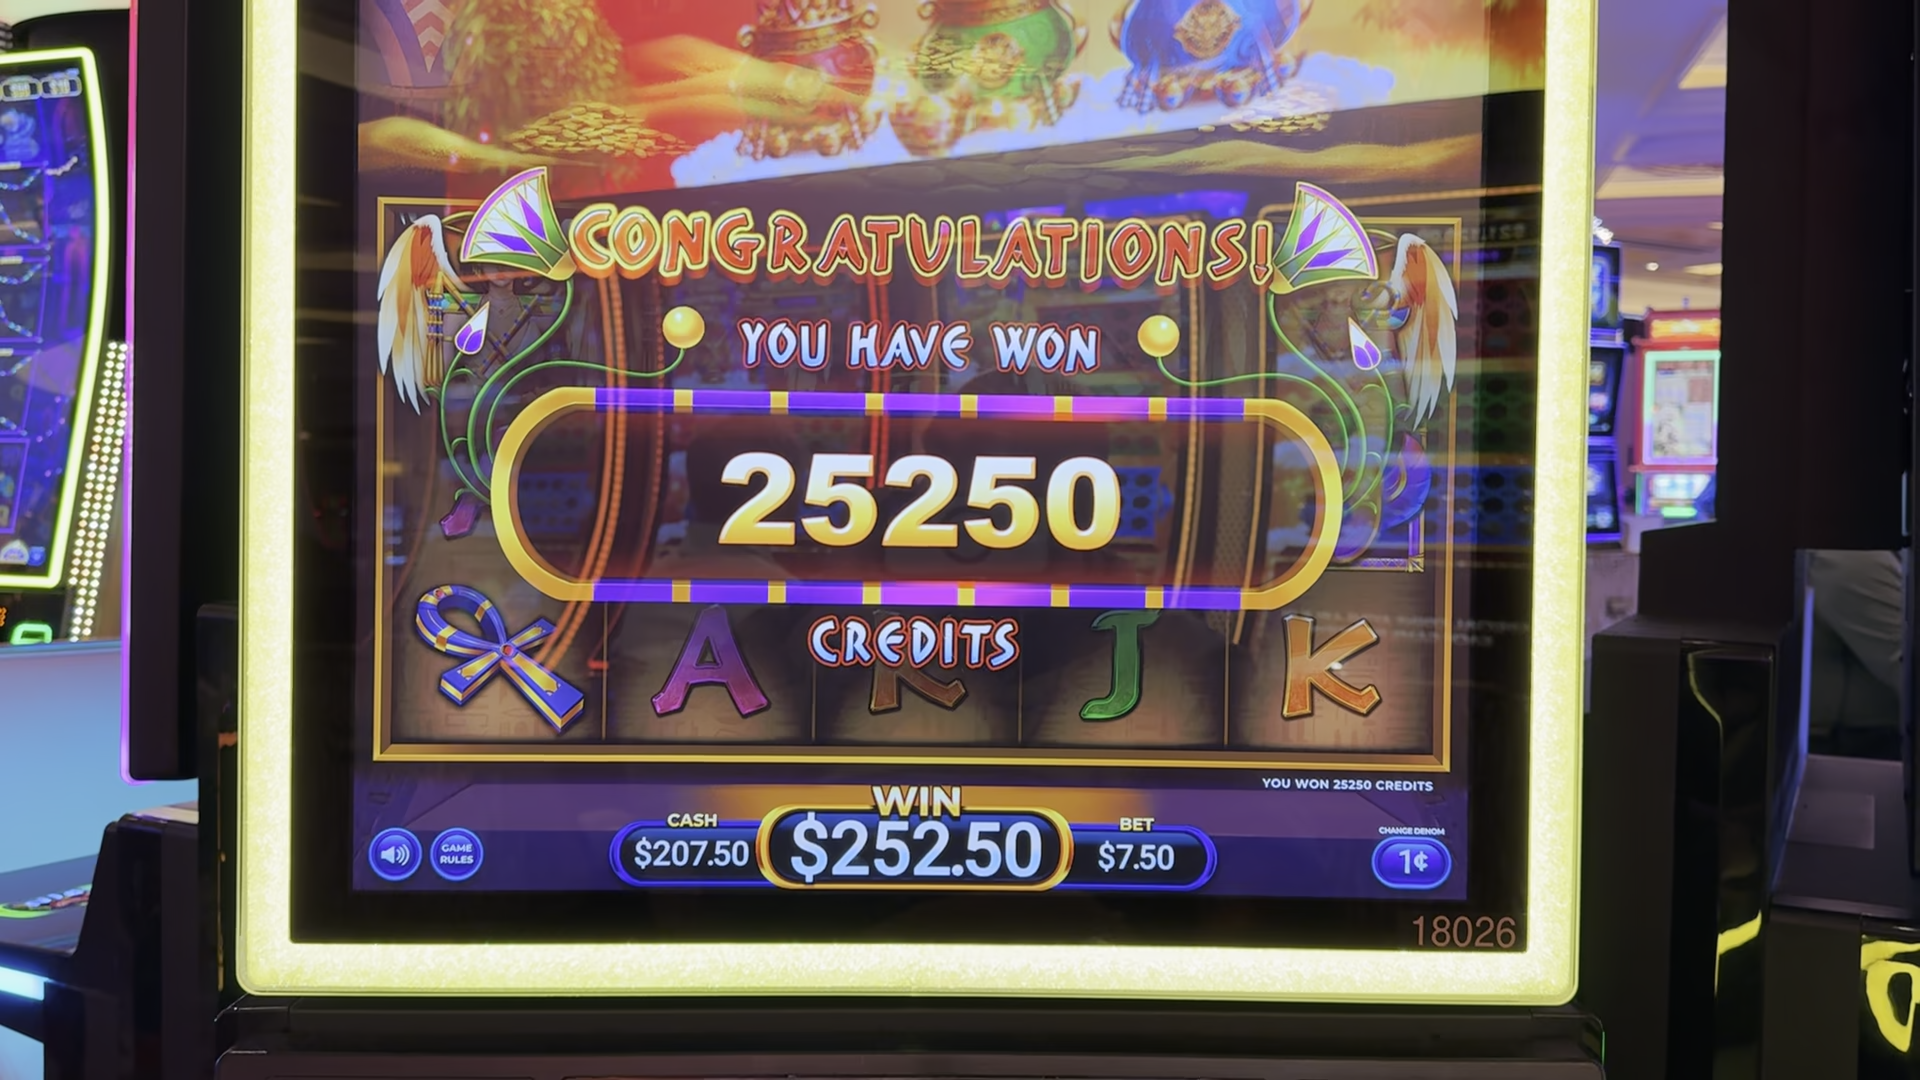 CONGRATULATIONS!
YOU HAVE WON
25250
CREDITS
A K J K
YOU WON 25250 CREDITS
WIN
CASH
$207.50
$252.50
BET
$7.50
GAME
RULES
CHANGE DENOM
1¢
18026